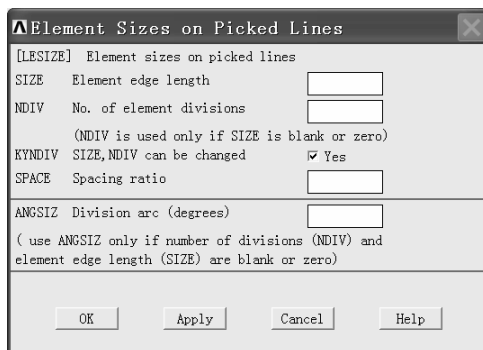 Element Sizes on Picked Lines
[LESIZE] Element sizes on picked lines
SIZE Element edge length
NDIV No. of element divisions
(NDIV is used only if SIZE is blank or zero)
KYNDIV SIZE,NDIV can be changed Yes
SPACE Spacing ratio
ANGSIZ Division arc (degrees)
( use ANGSIZ only if number of divisions (NDIV) and
element edge length (SIZE) are blank or zero)
OK Apply Cancel Help